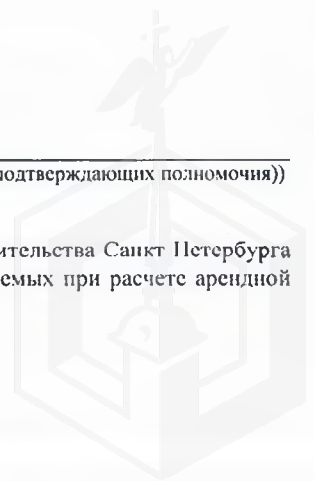 подтверждающих полномочия))
ительства Санкт Петербурга
емых при расчете арендной